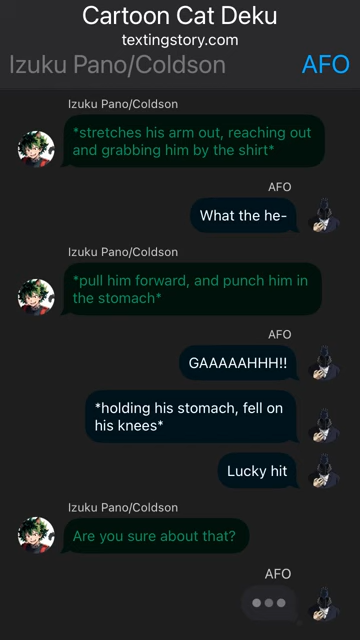 Cartoon Cat Deku
textingstory.com
Izuku Pano/Coldson
AFO
Izuku Pano/Coldson
*stretches his arm out, reaching out
and grabbing him by the shirt*
AFO
What the he-
Izuku Pano/Coldson
*pull him forward, and punch him in
the stomach*
AFO
GAAAAAHHH!!
*holding his stomach, fell on
his knees*
Lucky hit
Izuku Pano/Coldson
Are you sure about that?
AFO